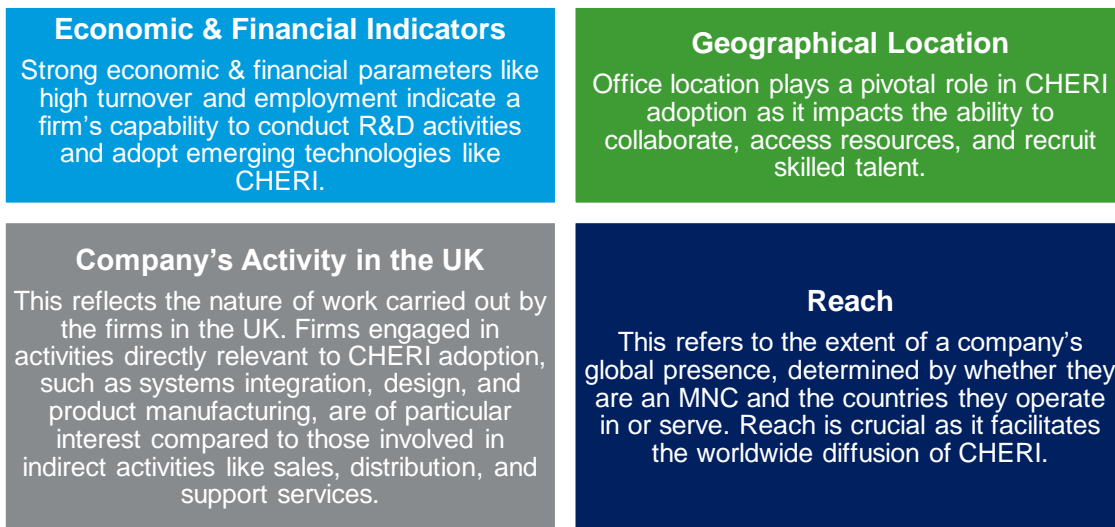 Economic & Financial Indicators
Strong economic & financial parameters like
high turnover and employment indicate a
firm's capability to conduct R&D activities
and adopt emerging technologies like
CHERI.
Geographical Location
Office location plays a pivotal role in CHERI
adoption as it impacts the ability to
collaborate, access resources, and recruit
skilled talent.
Company's Activity in the UK
This reflects the nature of work carried out by
the firms in the UK. Firms engaged in
activities directly relevant to CHERI adoption,
such as systems integration, design, and
product manufacturing, are of particular
interest compared to those involved in
indirect activities like sales, distribution, and
support services.
Reach
This refers to the extent of a company's
global presence, determined by whether they
are an MNC and the countries they operate
in or serve. Reach is crucial as it facilitates
the worldwide diffusion of CHERI.